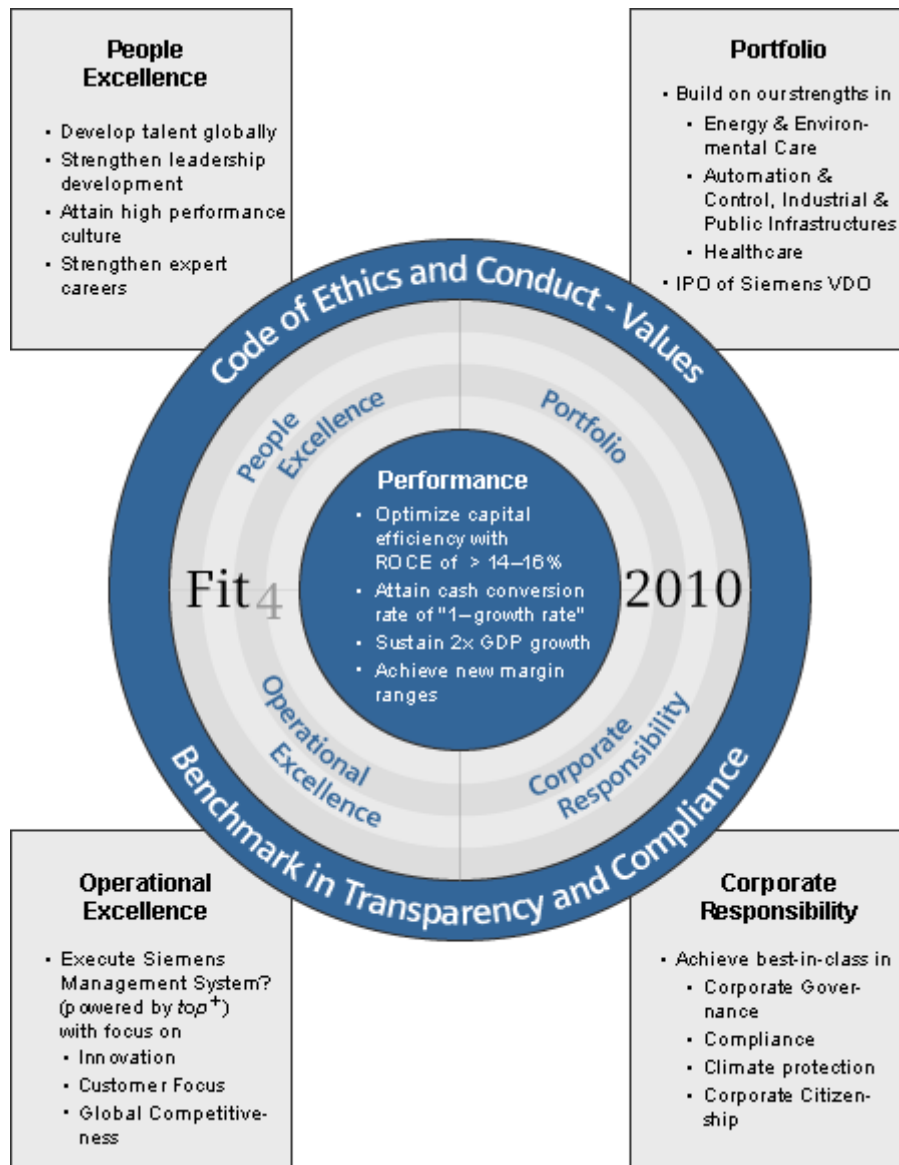 People
Excellence
• Develop talent globally
• Strengthen leadership
development
• Attain high performance
culture
• Strengthen expert
careers
Portfolio
• Build on our strengths in
• Energy & Environ-
mental Care
• Automation &
Control, Industrial &
Public Infrastructures
• Healthcare
• IPO of Siemens VDO
Code of Ethics and Conduct - Values
People
Excellence
Portfolio
Performance
• Optimize capital
efficiency with
ROCE of > 14–16%
• Attain cash conversion
rate of "1–growth rate"
• Sustain 2x GDP growth
• Achieve new margin
ranges
Fit4 2010
Operational
Excellence
Corporate
Responsibility
Benchmark in Transparency and Compliance
Operational
Excellence
• Execute Siemens
Management System?
(powered by top+)
with focus on
• Innovation
• Customer Focus
• Global Competitive-
ness
Corporate
Responsibility
• Achieve best-in-class in
• Corporate Gover-
nance
• Compliance
• Climate protection
• Corporate Citizen-
ship